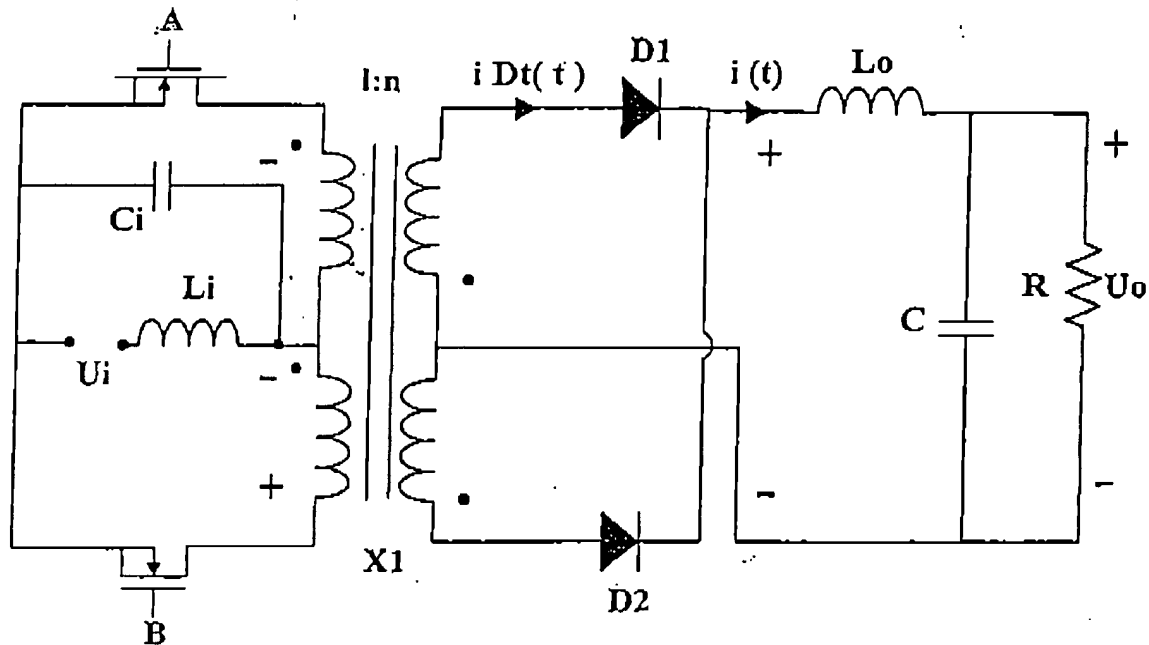 A
D1
1:n
i Dt( t )
i (t)
Lo
-
+
+
Ci
Li
R
Uo
C
Ui
-
+
-
-
X1
D2
B